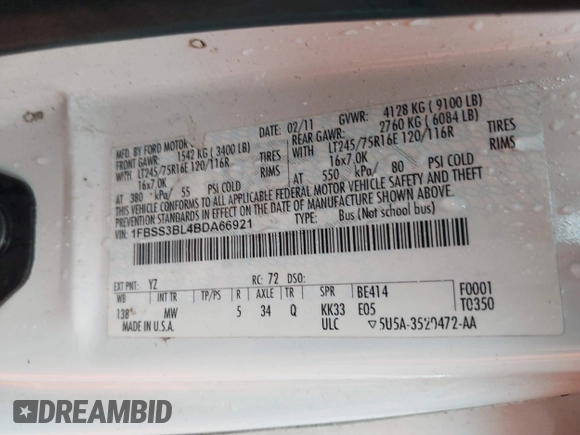 MFD. BY FORD MOTOR DATE: 02/11 GVWR: 4128 KG ( 9100 LB)
FRONT GAWR: 1542 KG ( 3400 LB) REAR GAWR: 2760 KG ( 6084 LB)
WITH LT245/75R16E 120/116R TIRES WITH LT245/75R16E 120/116R TIRES
16x7.0K RIMS 16x7.0K RIMS
AT 380 kPa/ 55 PSI COLD AT 550 kPa/ 80 PSI COLD
CONFORMS TO ALL APPLICABLE FEDERAL MOTOR VEHICLE SAFETY AND THEFT
PREVENTION STANDARDS IN EFFECT ON THE DATE OF MANUFACTURE SHOWN ABOVE.
VIN: 1FBSS3BL4BDA66921 TYPE: Bus (Not school bus)
EXT PNT: YZ RC: 72 DSO: F0001
WB INT TR TP/PS R AXLE TR SPR BE414 T0350
138" MW 5 34 Q KK33 E05
MADE IN U.S.A. ULC ▽5U5A-3520472-AA
DREAMBID